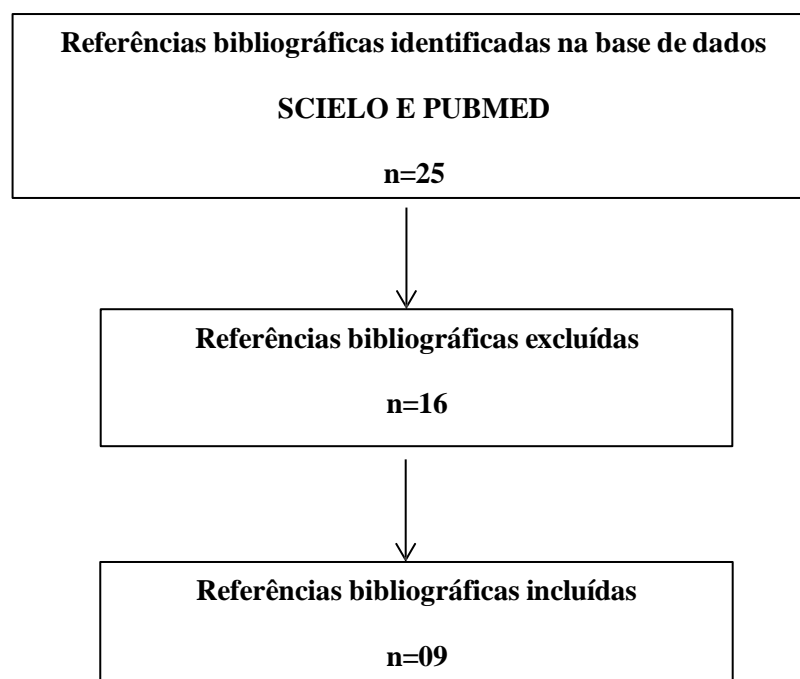 Referências bibliográficas identificadas na base de dados
SCIELO E PUBMED
n=25
Referências bibliográficas excluídas
n=16
Referências bibliográficas incluídas
n=09